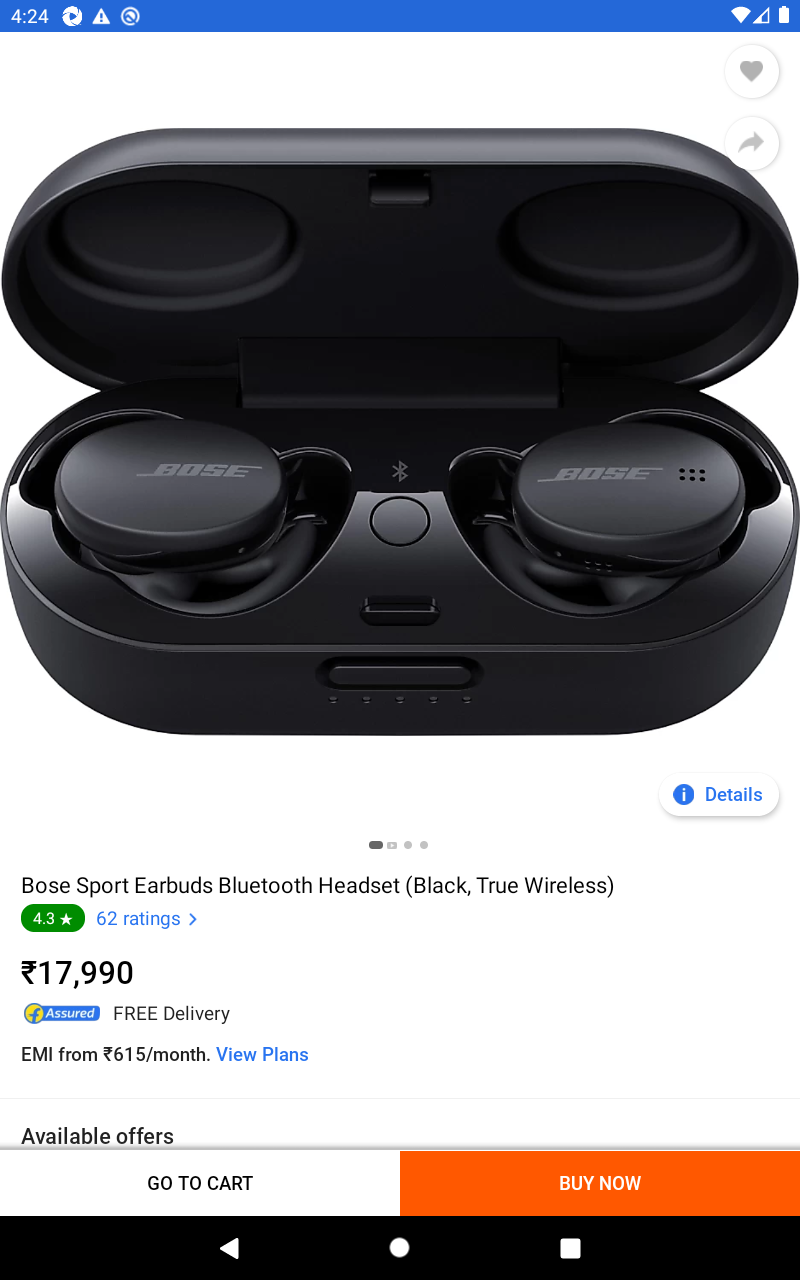 4:24
BOSE
BOSE
Details
Bose Sport Earbuds Bluetooth Headset (Black, True Wireless)
4.3 ★ 62 ratings
₹17,990
Assured FREE Delivery
EMI from ₹615/month. View Plans
Available offers
GO TO CART
BUY NOW